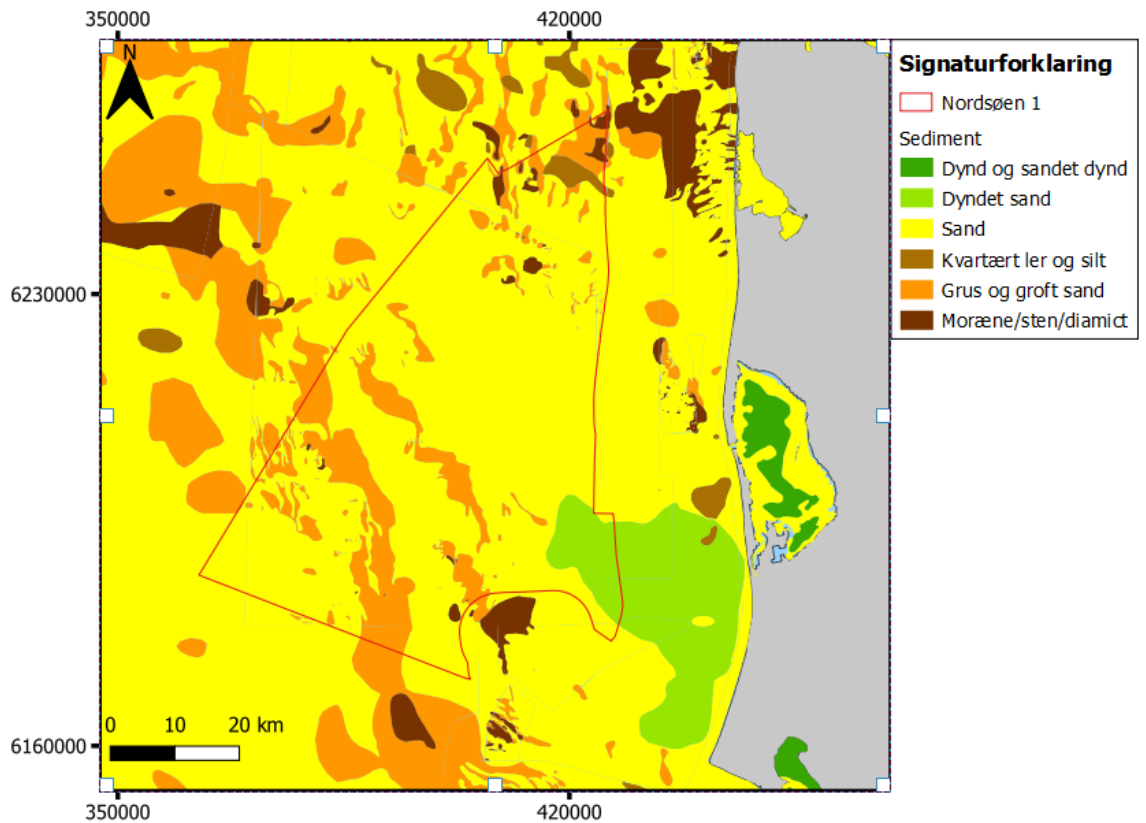 350000
420000
N
6230000
6160000
0 10 20 km
350000
420000
Signaturforklaring
Nordsøen 1
Sediment
Dynd og sandet dynd
Dyndet sand
Sand
Kvartært ler og silt
Grus og groft sand
Moræne/sten/diamict